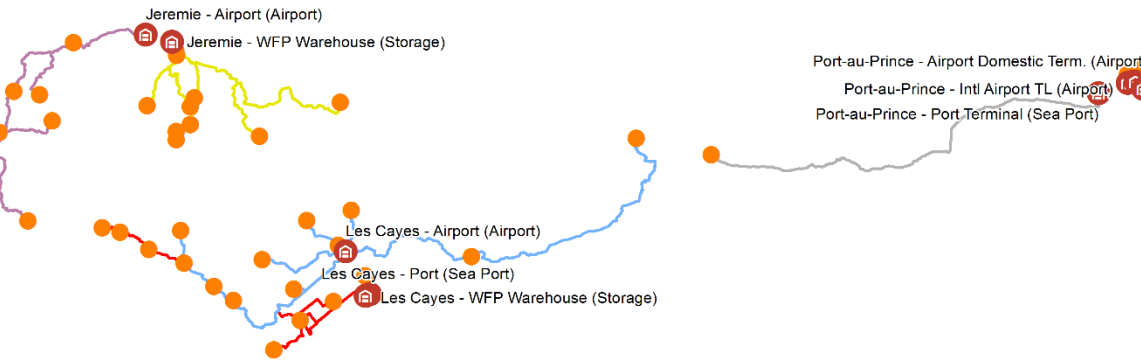 Jeremie - Airport (Airport)
Jeremie - WFP Warehouse (Storage)
Port-au-Prince - Airport Domestic Term. (Airport
Port-au-Prince - Intl Airport TL (Airport)
Port-au-Prince - Port Terminal (Sea Port)
Les Cayes - Airport (Airport)
Les Cayes - Port (Sea Port)
Les Cayes - WFP Warehouse (Storage)